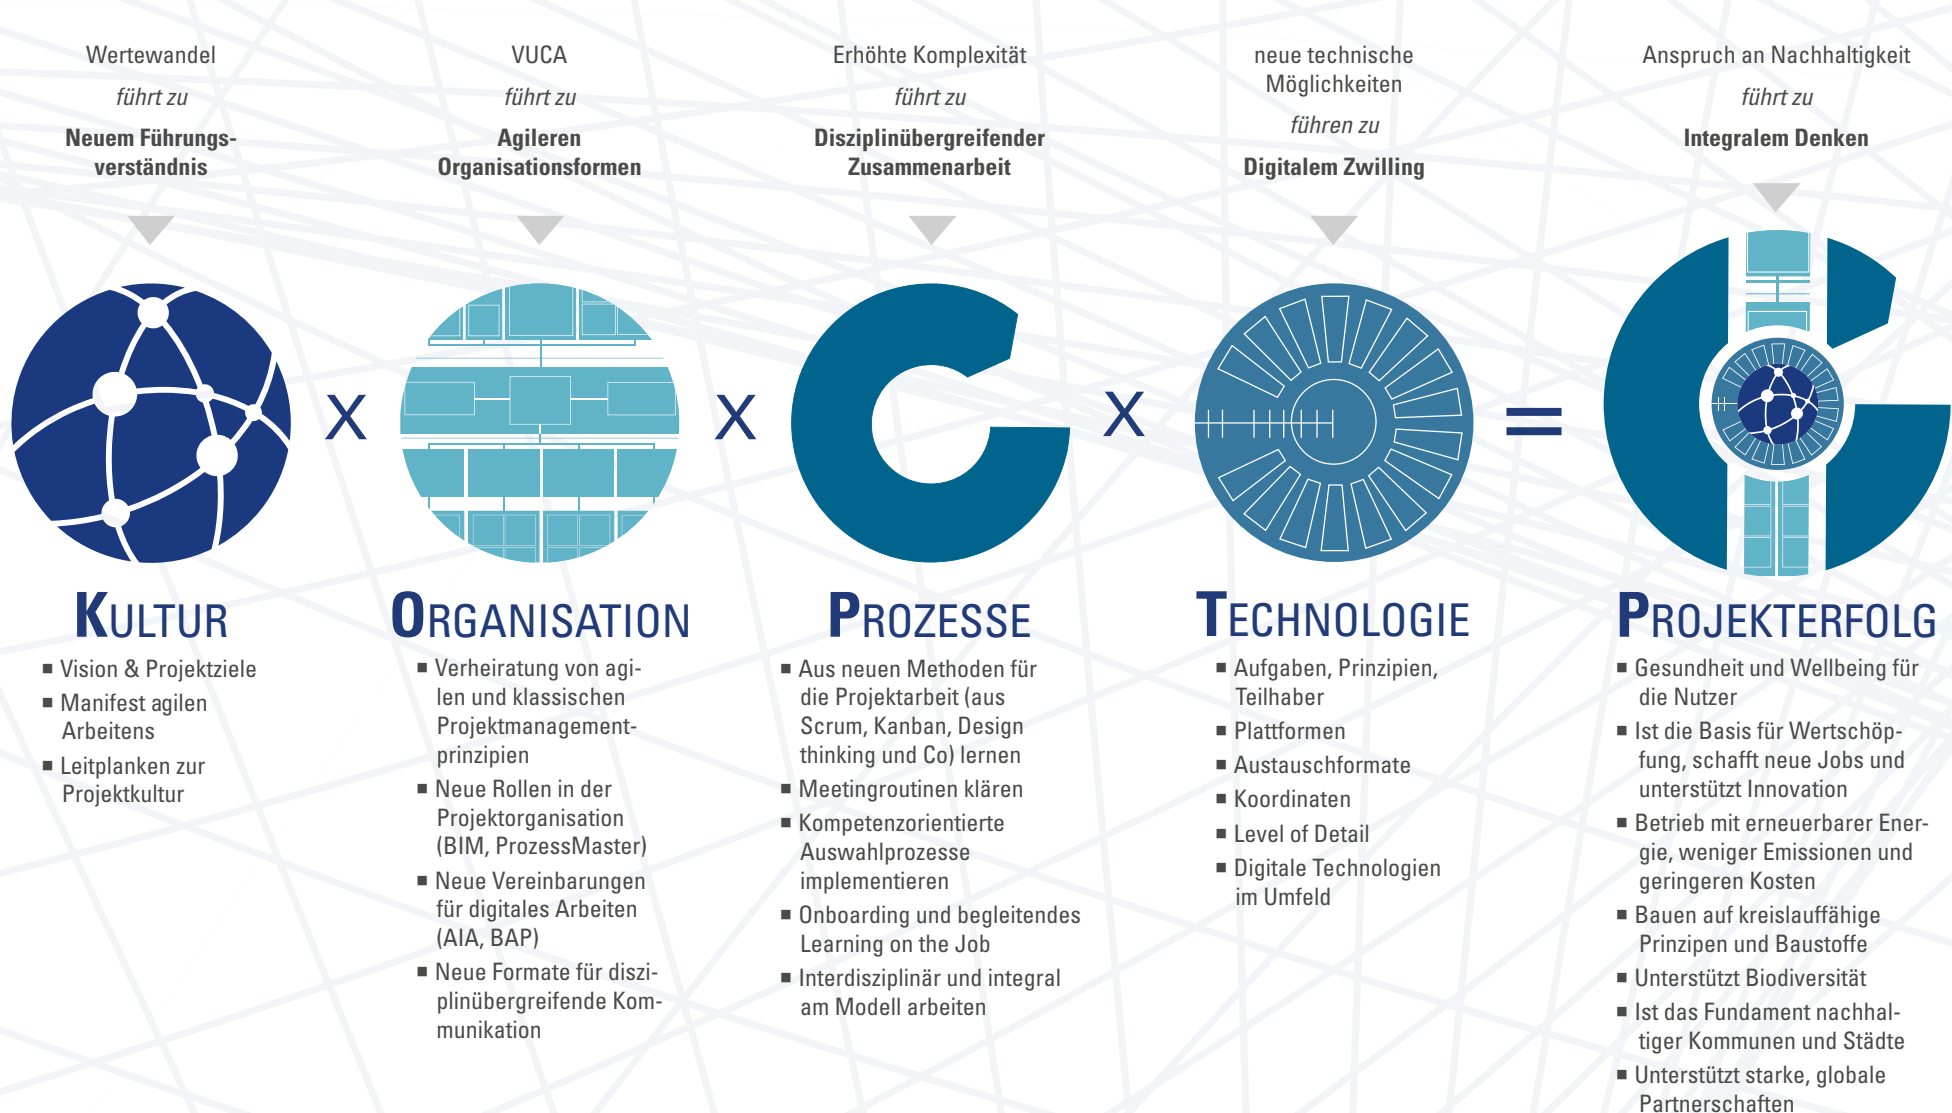 Wertewandel
führt zu
Neuem Führungs-
verständnis
VUCA
führt zu
Agileren
Organisationsformen
Erhöhte Komplexität
führt zu
Disziplinübergreifender
Zusammenarbeit
neue technische
Möglichkeiten
führen zu
Digitalem Zwilling
Anspruch an Nachhaltigkeit
führt zu
Integralem Denken
X
X
X
=
KULTUR
■ Vision & Projektziele
■ Manifest agilen
Arbeitens
■ Leitplanken zur
Projektkultur
ORGANISATION
■ Verheiratung von agi-
len und klassischen
Projektmanagement-
prinzipien
■ Neue Rollen in der
Projektorganisation
(BIM, ProzessMaster)
■ Neue Vereinbarungen
für digitales Arbeiten
(AIA, BAP)
■ Neue Formate für diszi-
plinübergreifende Kom-
munikation
PROZESSE
■ Aus neuen Methoden für
die Projektarbeit (aus
Scrum, Kanban, Design
thinking und Co) lernen
■ Meetingroutinen klären
■ Kompetenzorientierte
Auswahlprozesse
implementieren
■ Onboarding und begleitendes
Learning on the Job
■ Interdisziplinär und integral
am Modell arbeiten
TECHNOLOGIE
■ Aufgaben, Prinzipien,
Teilhaber
■ Plattformen
■ Austauschformate
■ Koordinaten
■ Level of Detail
■ Digitale Technologien
im Umfeld
PROJEKTERFOLG
■ Gesundheit und Wellbeing für
die Nutzer
■ Ist die Basis für Wertschöp-
fung, schafft neue Jobs und
unterstützt Innovation
■ Betrieb mit erneuerbarer Ener-
gie, weniger Emissionen und
geringeren Kosten
■ Bauen auf kreislauffähige
Prinzipen und Baustoffe
■ Unterstützt Biodiversität
■ Ist das Fundament nachhal-
tiger Kommunen und Städte
■ Unterstützt starke, globale
Partnerschaften